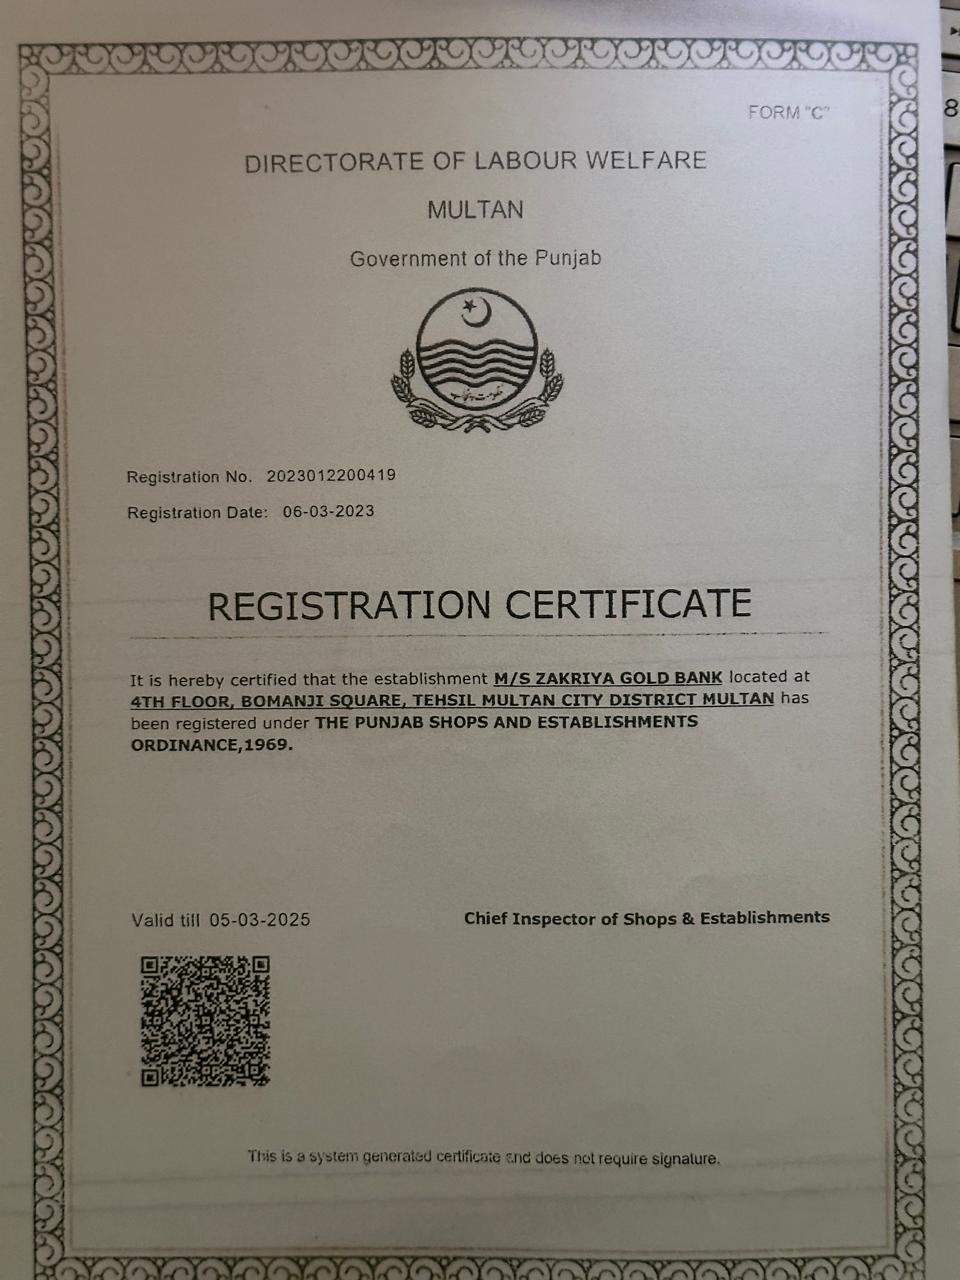 FORM "C"
DIRECTORATE OF LABOUR WELFARE
MULTAN
Government of the Punjab
حکومت پنجاب
Registration No. 2023012200419
Registration Date: 06-03-2023
REGISTRATION CERTIFICATE
It is hereby certified that the establishment M/S ZAKRIYA GOLD BANK located at
4TH FLOOR, BOMANJI SQUARE, TEHSIL MULTAN CITY DISTRICT MULTAN has
been registered under THE PUNJAB SHOPS AND ESTABLISHMENTS
ORDINANCE,1969.
Valid till 05-03-2025
Chief Inspector of Shops & Establishments
This is a system generated certificate and does not require signature.
8